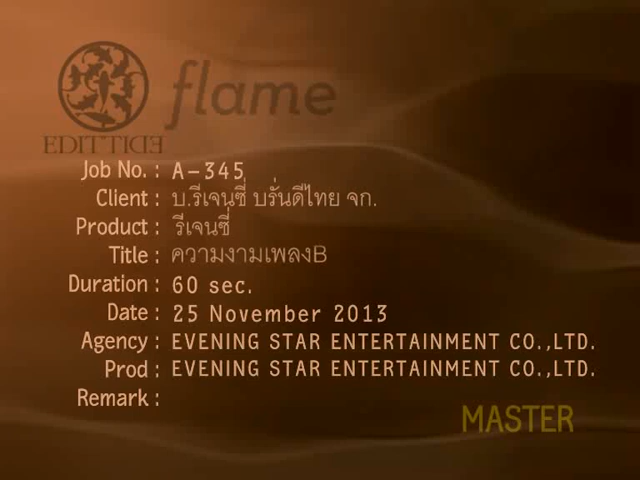 flame
EDITTIDE
Job No. : A-345
Client : บ.รีเจนซี่ บรั่นดีไทย จก.
Product : รีเจนซี่
Title : ความงามเพลงB
Duration : 60 sec.
Date : 25 November 2013
Agency : EVENING STAR ENTERTAINMENT CO.,LTD.
Prod : EVENING STAR ENTERTAINMENT CO.,LTD.
Remark :
MASTER